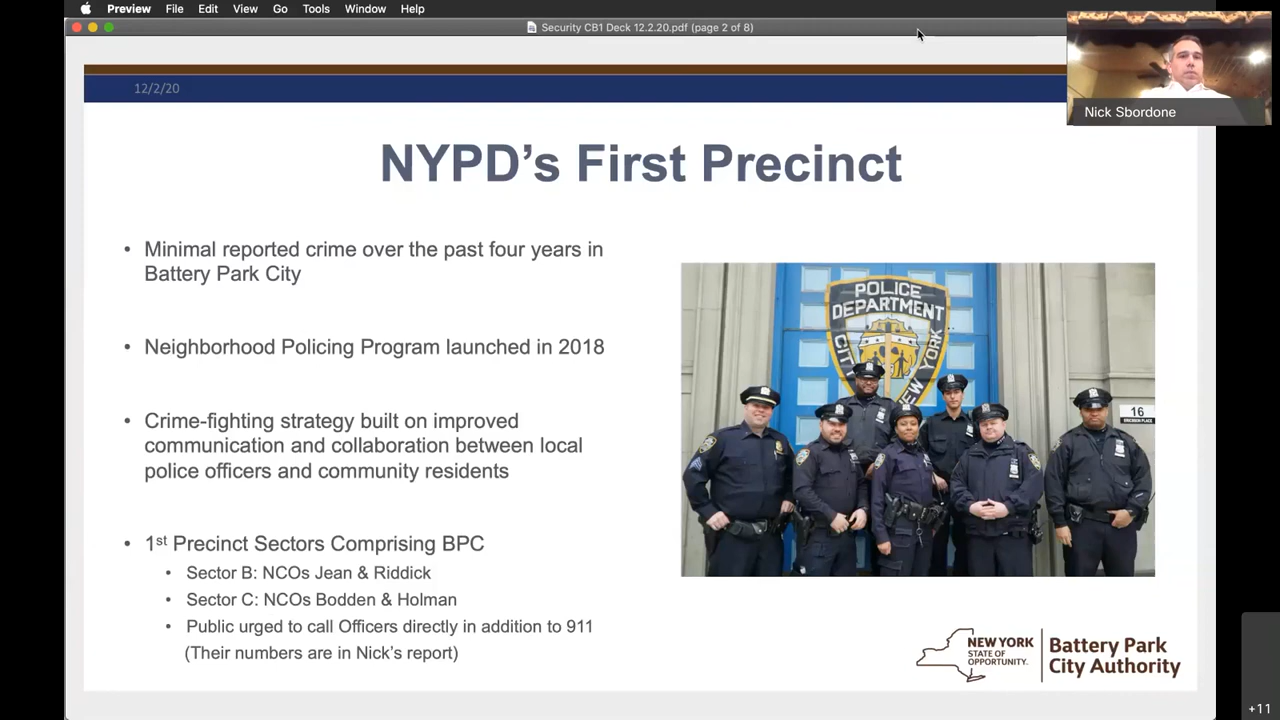 Preview File Edit View Go Tools Window Help
Security CB1 Deck 12.2.20.pdf (page 2 of 8)
12/2/20
Nick Sbordone
NYPD's First Precinct
• Minimal reported crime over the past four years in
Battery Park City
• Neighborhood Policing Program launched in 2018
• Crime-fighting strategy built on improved
communication and collaboration between local
police officers and community residents
• 1st Precinct Sectors Comprising BPC
• Sector B: NCOs Jean & Riddick
• Sector C: NCOs Bodden & Holman
• Public urged to call Officers directly in addition to 911
(Their numbers are in Nick's report)
POLICE
DEPARTMENT
CITY
NEW YORK
16
NEW YORK
STATE OF
OPPORTUNITY.
Battery Park
City Authority
+11